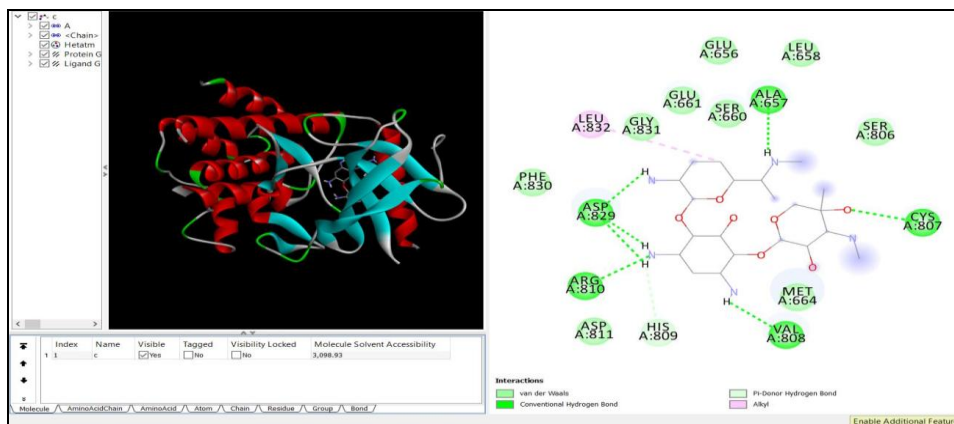 c
A
<Chain>
Hetatm
Protein G
Ligand G
Index Name Visible Tagged Visibility Locked Molecule Solvent Accessibility
1 1 c Yes No No 3,098.93
Molecule AminoAcidChain AminoAcid Atom Chain Residue Group Bond
GLU
A:656
LEU
A:658
GLU
A:661
SER
A:660
ALA
A:657
LEU
A:832
GLY
A:831
SER
A:806
PHE
A:830
H
N
H
N
ASP
A:829
O
O
O
O
CYS
A:807
H
N
H
O
O
N
O
ARG
A:810
N
H
MET
A:664
ASP
A:811
HIS
A:809
VAL
A:808
Interactions
van der Waals
Conventional Hydrogen Bond
Pi-Donor Hydrogen Bond
Alkyl
Enable Additional Featur